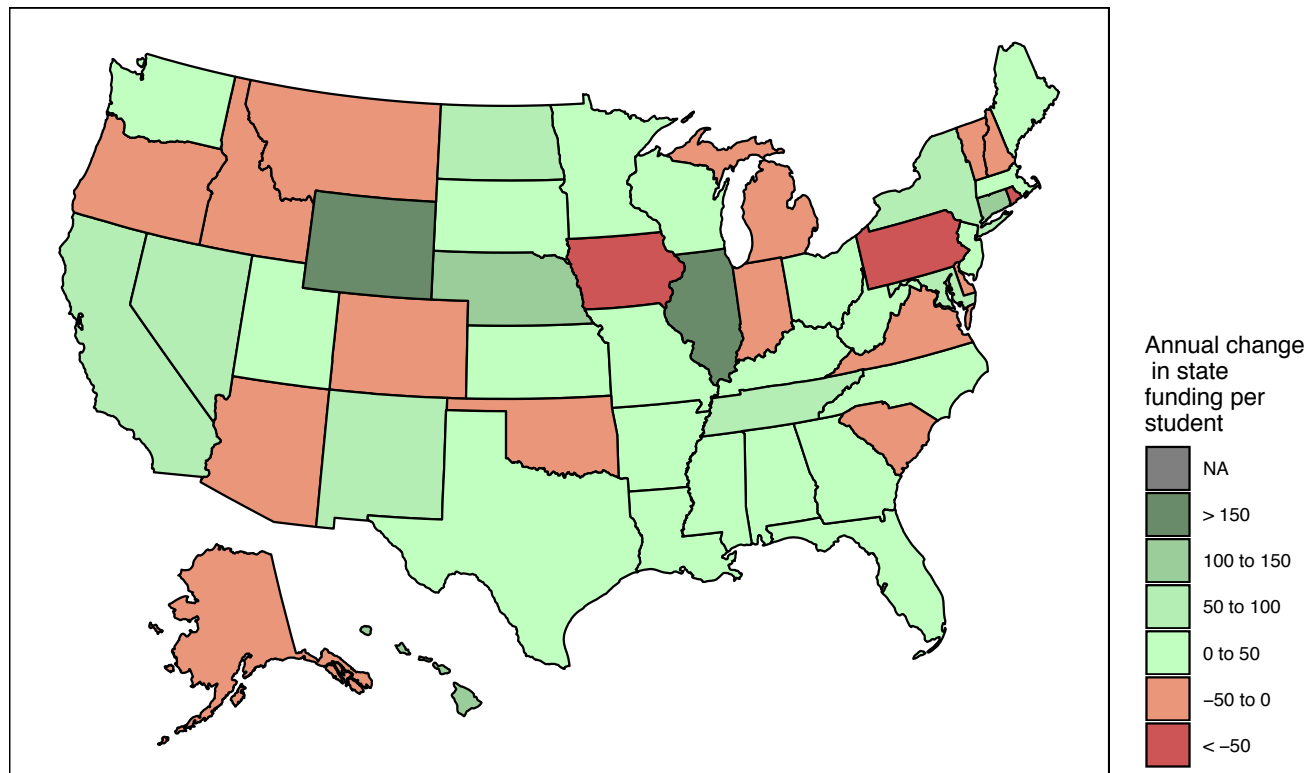 Annual change
in state
funding per
student
NA
> 150
100 to 150
50 to 100
0 to 50
−50 to 0
< −50